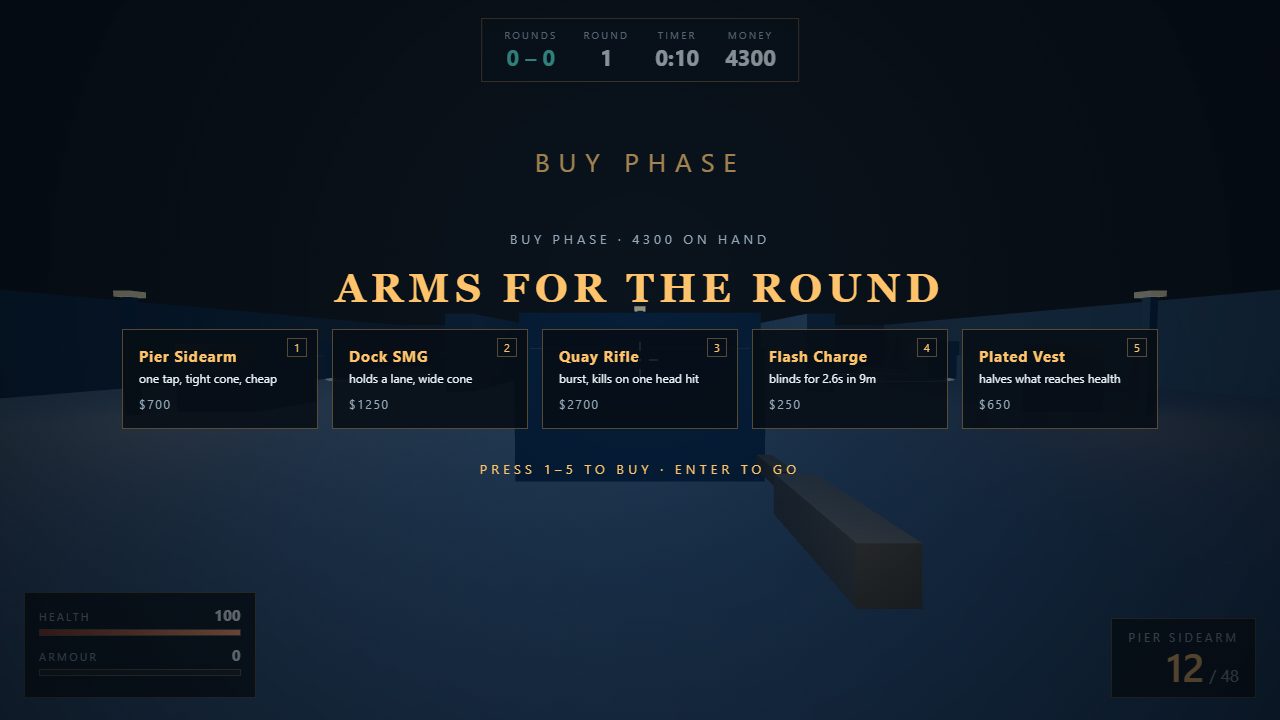 ROUNDS ROUND TIMER MONEY
0 – 0 1 0:10 4300
BUY PHASE
BUY PHASE · 4300 ON HAND
ARMS FOR THE ROUND
Pier Sidearm 1
one tap, tight cone, cheap
$700
Dock SMG 2
holds a lane, wide cone
$1250
Quay Rifle 3
burst, kills on one head hit
$2700
Flash Charge 4
blinds for 2.6s in 9m
$250
Plated Vest 5
halves what reaches health
$650
PRESS 1–5 TO BUY · ENTER TO GO
HEALTH 100
ARMOUR 0
PIER SIDEARM
12 / 48